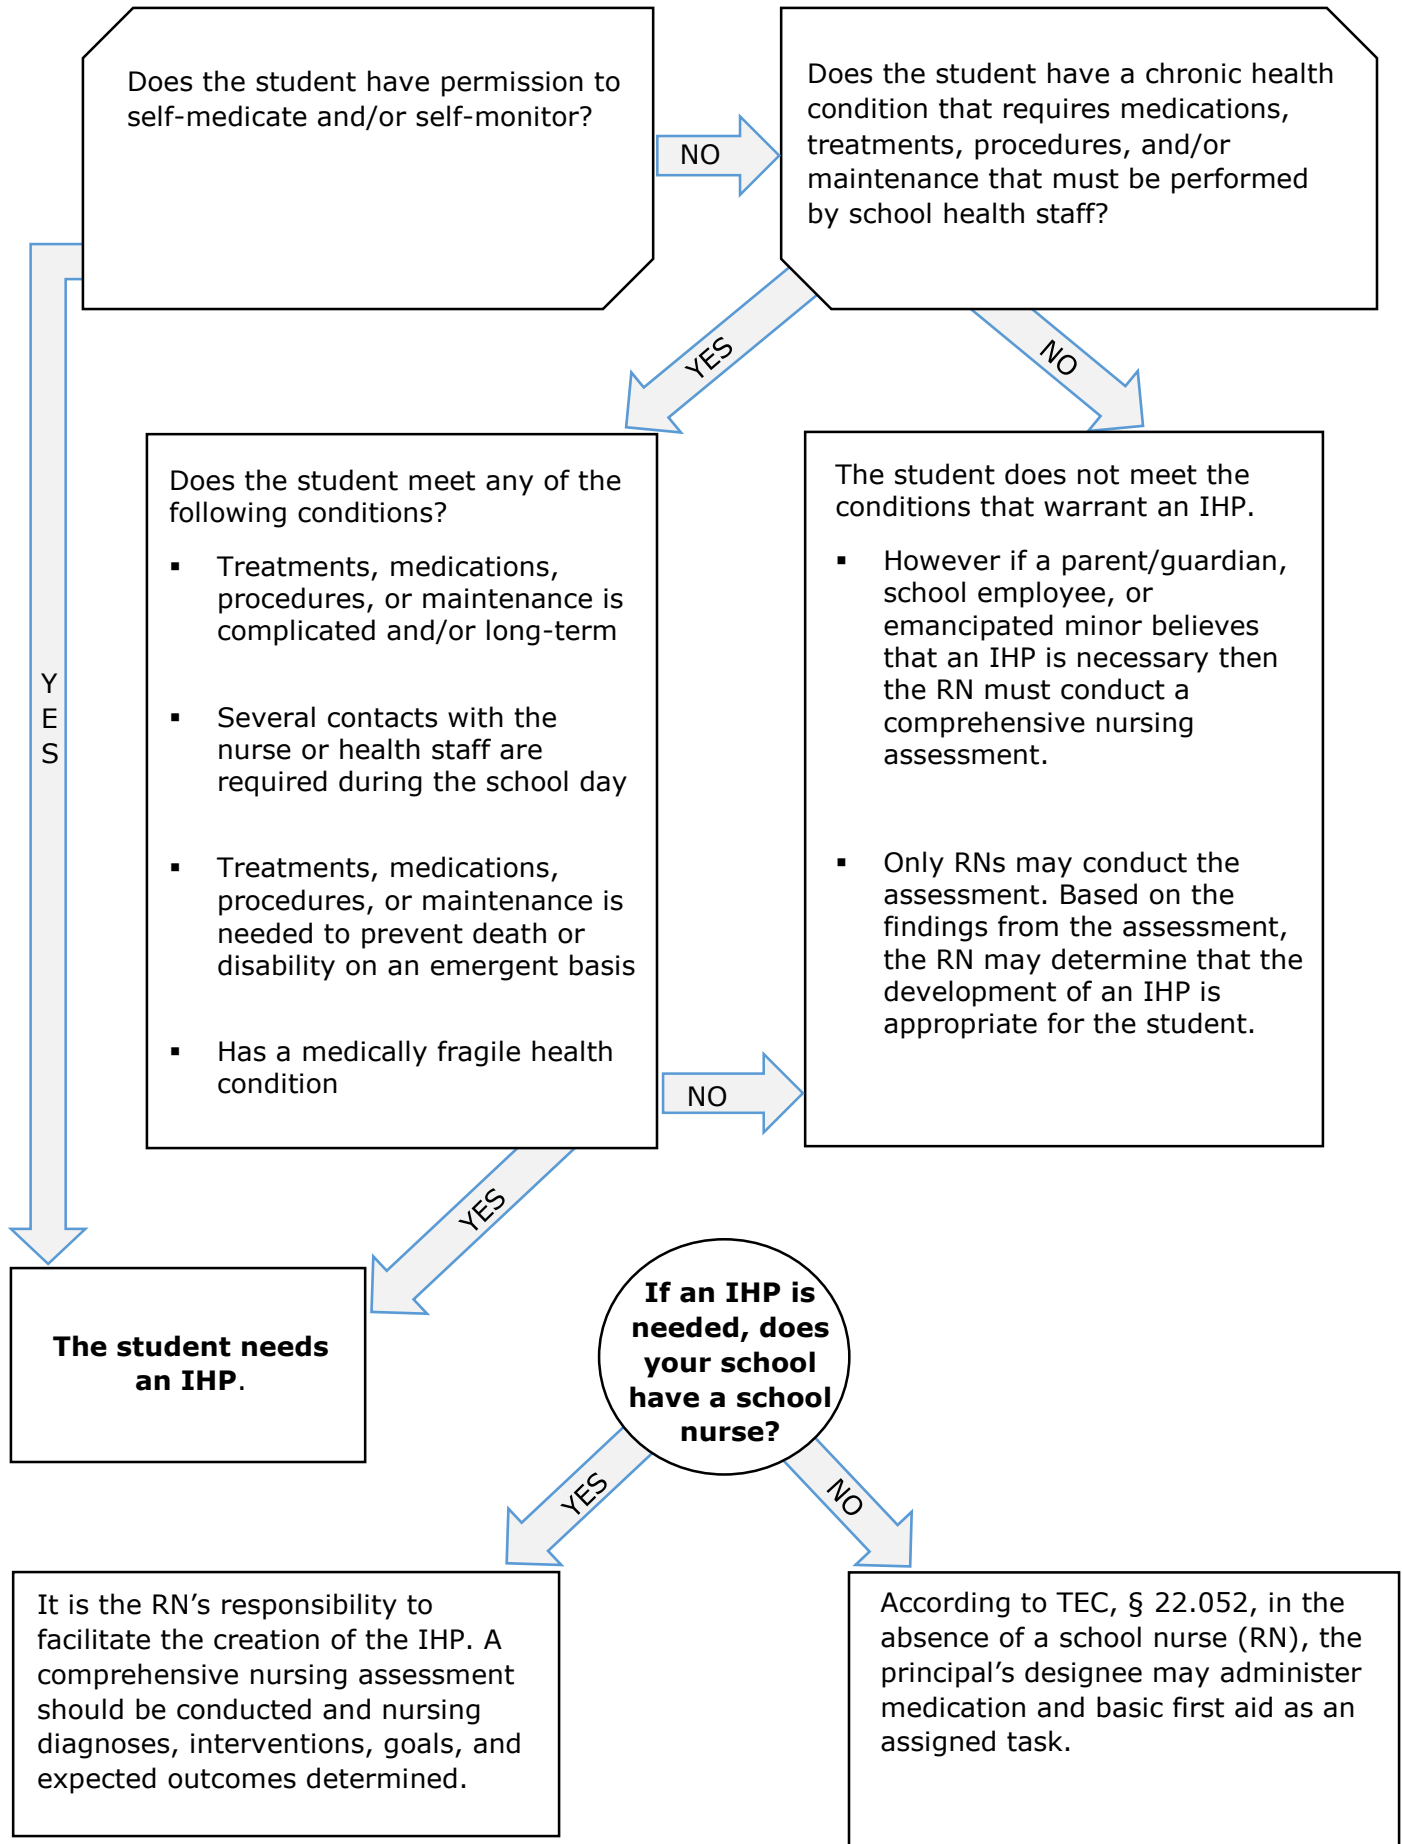 Does the student have permission to
self-medicate and/or self-monitor?
NO
Does the student have a chronic health
condition that requires medications,
treatments, procedures, and/or
maintenance that must be performed
by school health staff?
YES
NO
Y
E
S
Does the student meet any of the
following conditions?
▪ Treatments, medications,
procedures, or maintenance is
complicated and/or long-term
▪ Several contacts with the
nurse or health staff are
required during the school day
▪ Treatments, medications,
procedures, or maintenance is
needed to prevent death or
disability on an emergent basis
▪ Has a medically fragile health
condition
NO
The student does not meet the
conditions that warrant an IHP.
▪ However if a parent/guardian,
school employee, or
emancipated minor believes
that an IHP is necessary then
the RN must conduct a
comprehensive nursing
assessment.
▪ Only RNs may conduct the
assessment. Based on the
findings from the assessment,
the RN may determine that the
development of an IHP is
appropriate for the student.
YES
The student needs
an IHP.
If an IHP is
needed, does
your school
have a school
nurse?
YES
NO
It is the RN’s responsibility to
facilitate the creation of the IHP. A
comprehensive nursing assessment
should be conducted and nursing
diagnoses, interventions, goals, and
expected outcomes determined.
According to TEC, § 22.052, in the
absence of a school nurse (RN), the
principal’s designee may administer
medication and basic first aid as an
assigned task.